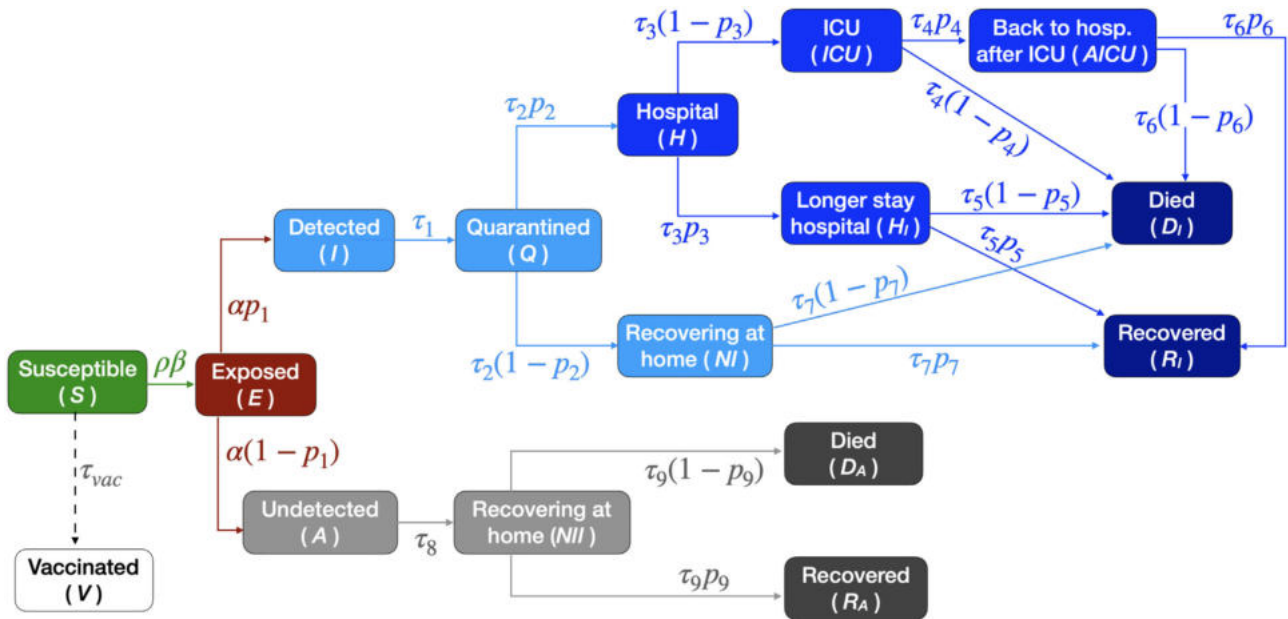 τ3(1 − p3)
ICU
( ICU )
τ4p4
Back to hosp.
after ICU ( AICU )
τ6p6
τ2p2
Hospital
( H )
τ4(1 − p4)
τ6(1 − p6)
Detected
( I )
τ1
Quarantined
( Q )
τ3p3
Longer stay
hospital ( HI )
τ5(1 − p5)
τ5p5
Died
( DI )
αp1
τ7(1 − p7)
Susceptible
( S )
ρβ
Exposed
( E )
τ2(1 − p2)
Recovering at
home ( NI )
τ7p7
Recovered
( RI )
τvac
α(1 − p1)
Undetected
( A )
τ8
Recovering at
home (NII )
τ9(1 − p9)
Died
( DA )
Vaccinated
( V )
τ9p9
Recovered
( RA )